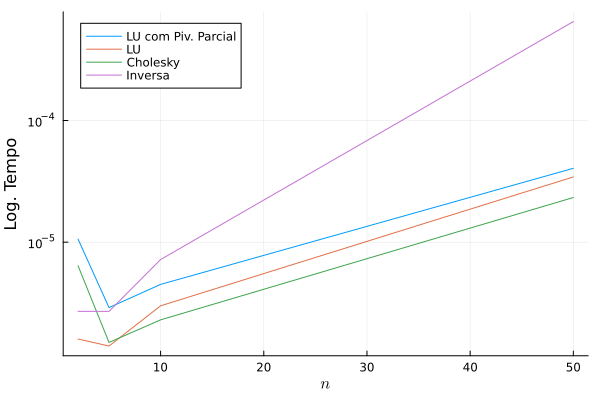 LU com Piv. Parcial
LU
Cholesky
Inversa
Log. Tempo
10⁻⁴
10⁻⁵
10 20 30 40 50
n